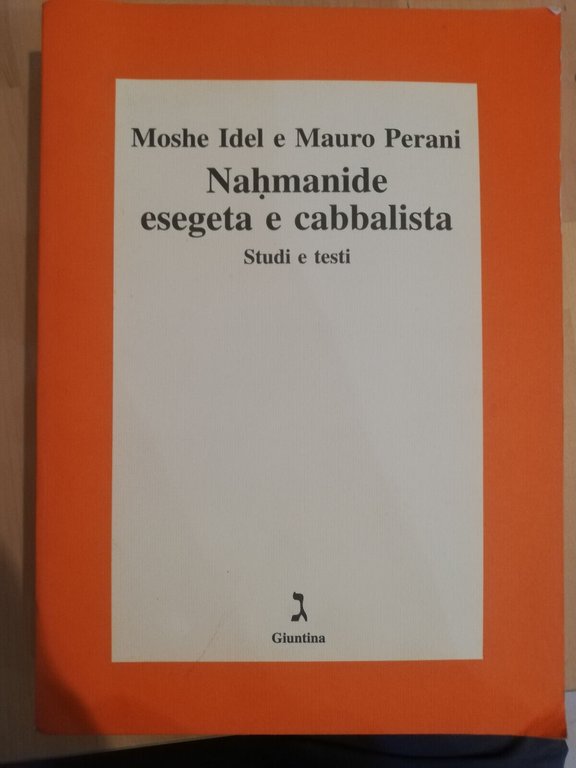 Moshe Idel e Mauro Perani
Naḥmanide
esegeta e cabbalista
Studi e testi
ג
Giuntina